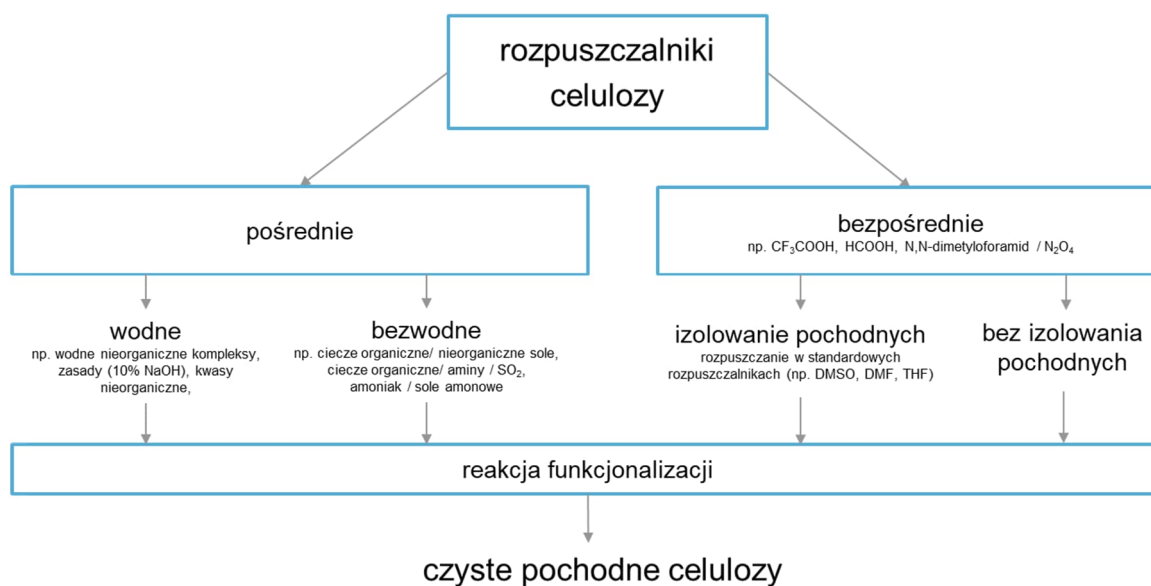 rozpuszczalniki
celulozy
pośrednie
bezpośrednie
np. CF₃COOH, HCOOH, N,N-dimetyloforamid / N₂O₄
wodne
np. wodne nieorganiczne kompleksy,
zasady (10% NaOH), kwasy
nieorganiczne,
bezwodne
np. ciecze organiczne/ nieorganiczne sole,
ciecze organiczne/ aminy / SO₂,
amoniak / sole amonowe
izolowanie pochodnych
rozpuszczanie w standardowych
rozpuszczalnikach (np. DMSO, DMF, THF)
bez izolowania
pochodnych
reakcja funkcjonalizacji
czyste pochodne celulozy